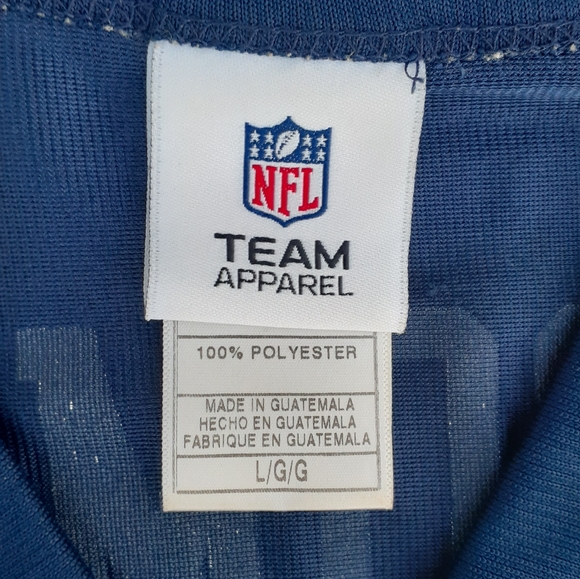 NFL
TEAM
APPAREL
100% POLYESTER
MADE IN GUATEMALA
HECHO EN GUATEMALA
FABRIQUE EN GUATEMALA
L/G/G